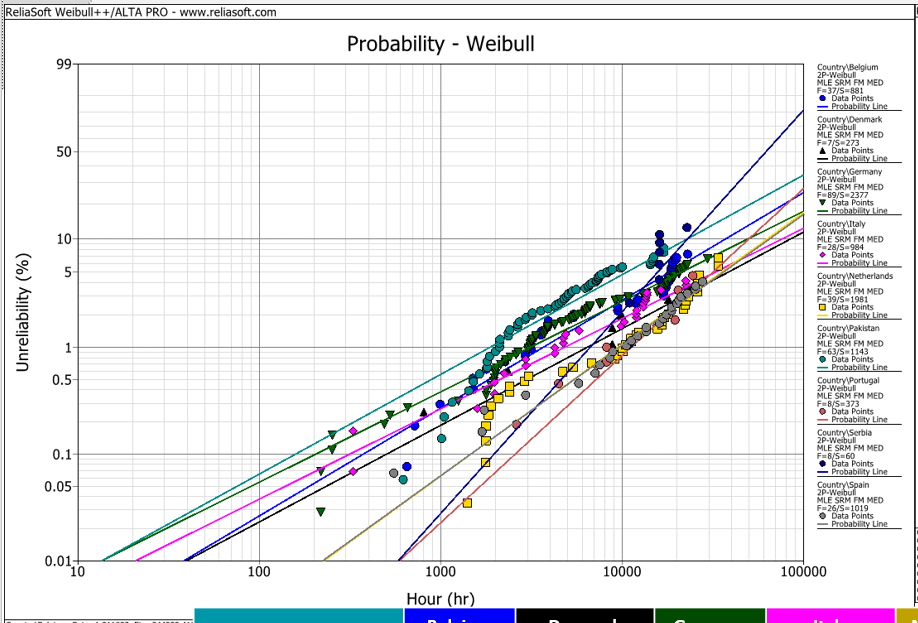 ReliaSoft Weibull++/ALTA PRO - www.reliasoft.com
Probability - Weibull
Unreliability (%)
99
50
10
5
1
0.5
0.1
0.05
0.01
10
100
1000
10000
100000
Hour (hr)
Country\Belgium
2P-Weibull
MLE SRM FM MED
F=37/S=881
Data Points
Probability Line
Country\Denmark
2P-Weibull
MLE SRM FM MED
F=7/S=273
Data Points
Probability Line
Country\Germany
2P-Weibull
MLE SRM FM MED
F=89/S=2377
Data Points
Probability Line
Country\Italy
2P-Weibull
MLE SRM FM MED
F=28/S=984
Data Points
Probability Line
Country\Netherlands
2P-Weibull
MLE SRM FM MED
F=39/S=1981
Data Points
Probability Line
Country\Pakistan
2P-Weibull
MLE SRM FM MED
F=63/S=1143
Data Points
Probability Line
Country\Portugal
2P-Weibull
MLE SRM FM MED
F=8/S=373
Data Points
Probability Line
Country\Serbia
2P-Weibull
MLE SRM FM MED
F=8/S=60
Data Points
Probability Line
Country\Spain
2P-Weibull
MLE SRM FM MED
F=26/S=1019
Data Points
Probability Line